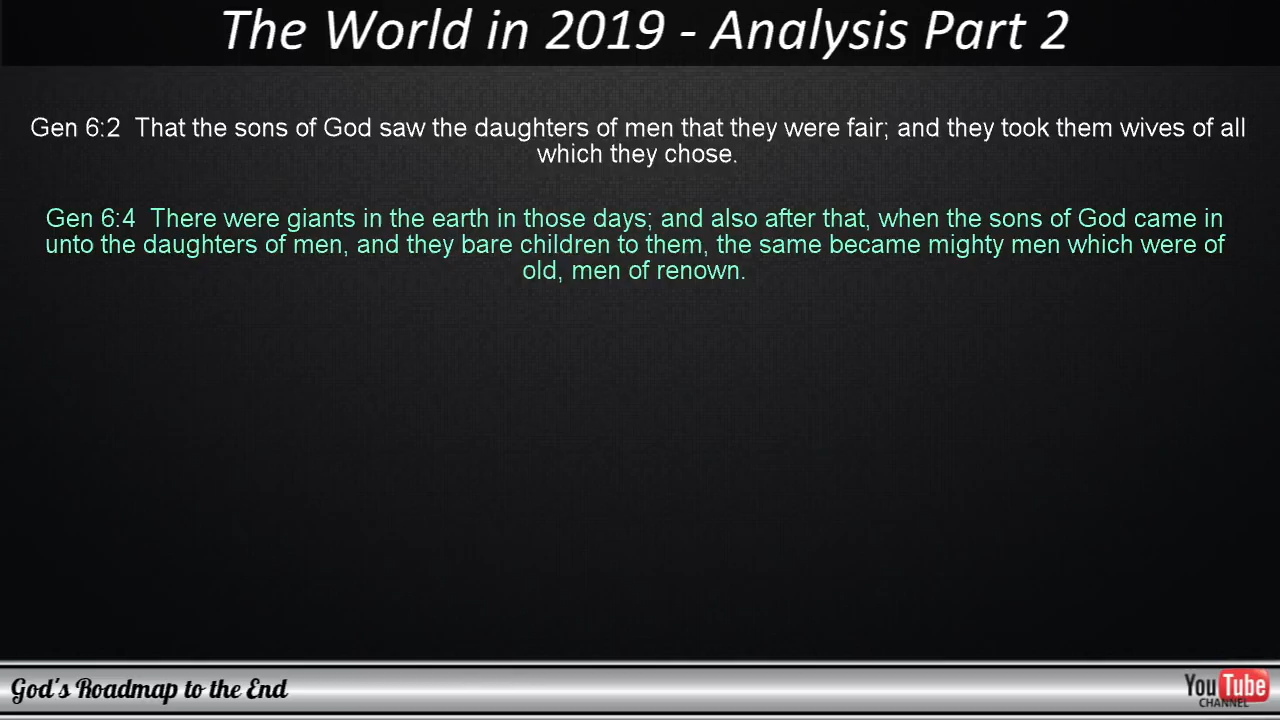 The World in 2019 - Analysis Part 2
Gen 6:2  That the sons of God saw the daughters of men that they were fair; and they took them wives of all
which they chose.
Gen 6:4  There were giants in the earth in those days; and also after that, when the sons of God came in
unto the daughters of men, and they bare children to them, the same became mighty men which were of
old, men of renown.
God's Roadmap to the End
YouTube
CHANNEL